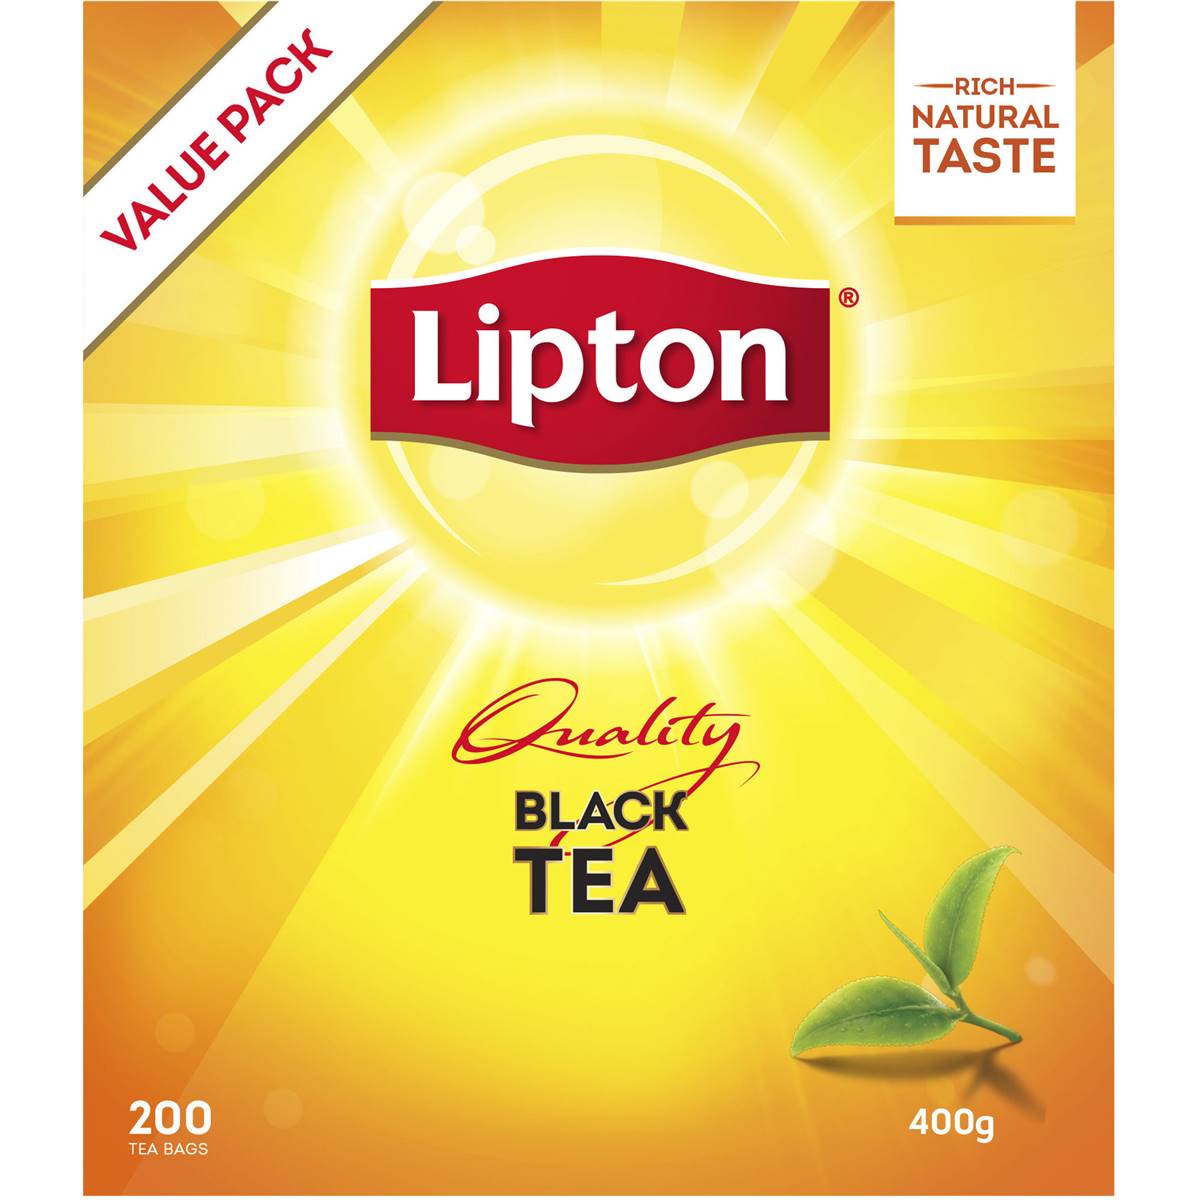 VALUE PACK
RICH
NATURAL
TASTE
Lipton®
Quality
BLACK
TEA
200
TEA BAGS
400g